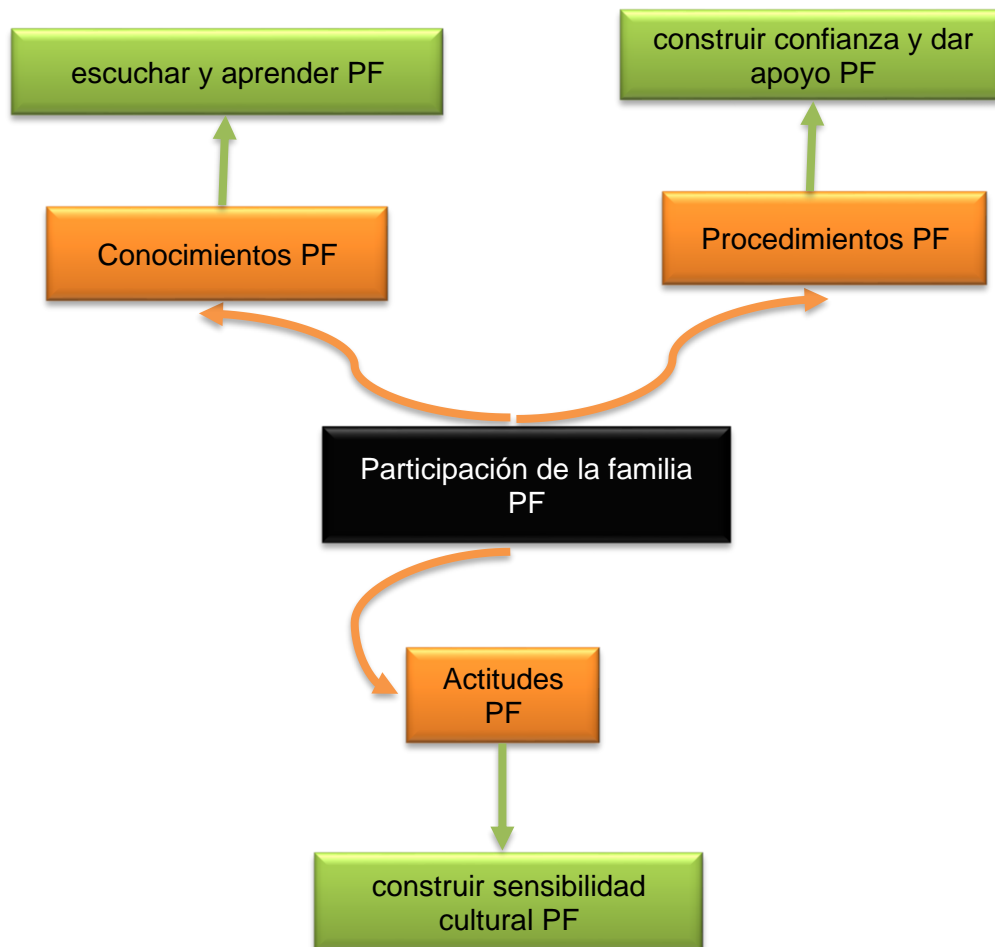 escuchar y aprender PF
construir confianza y dar
apoyo PF
Conocimientos PF
Procedimientos PF
Participación de la familia
PF
Actitudes
PF
construir sensibilidad
cultural PF